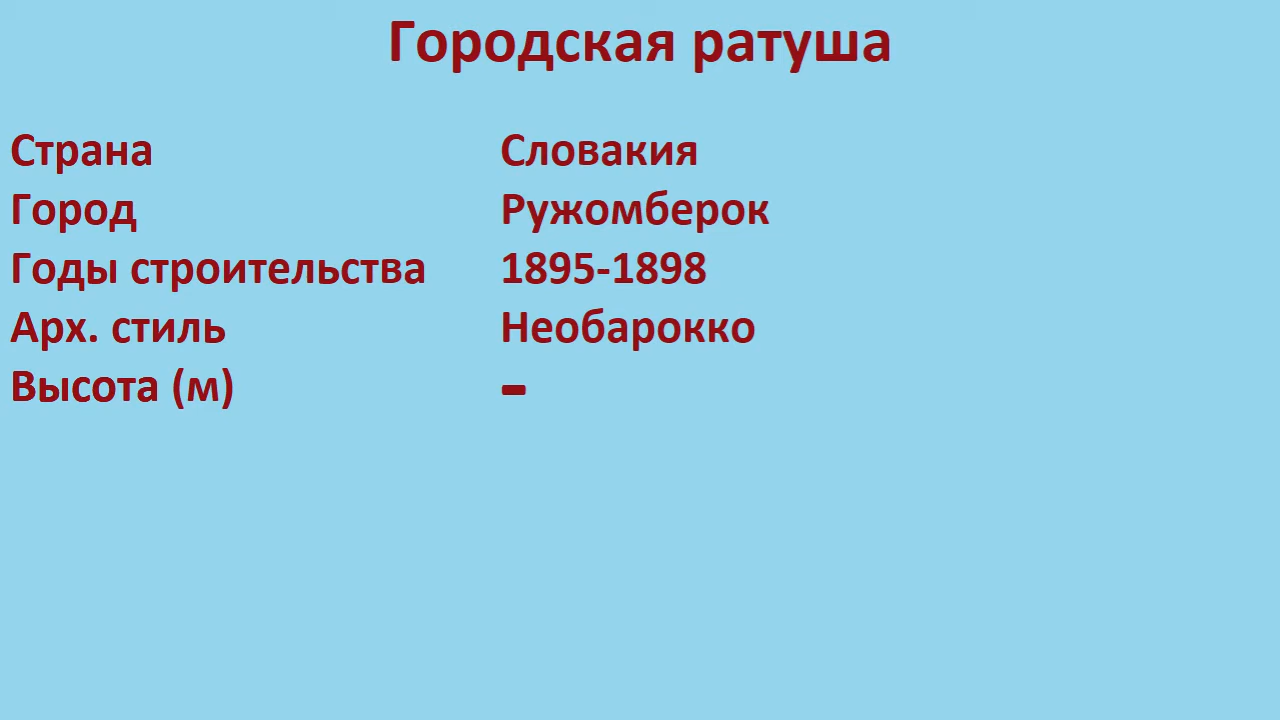 Городская ратуша
Страна Словакия
Город Ружомберок
Годы строительства 1895-1898
Арх. стиль Необарокко
Высота (м) -